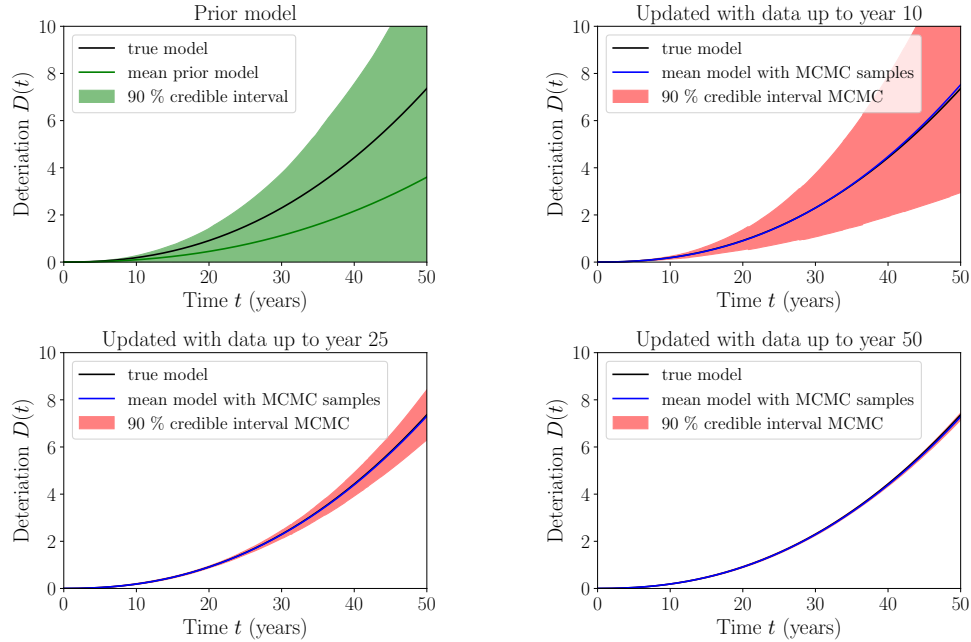 Prior model
10
8
6
4
2
0
Deteriation D(t)
true model
mean prior model
90 % credible interval
0 10 20 30 40 50
Time t (years)
Updated with data up to year 10
10
8
6
4
2
0
Deteriation D(t)
true model
mean model with MCMC samples
90 % credible interval MCMC
0 10 20 30 40 50
Time t (years)
Updated with data up to year 25
10
8
6
4
2
0
Deteriation D(t)
true model
mean model with MCMC samples
90 % credible interval MCMC
0 10 20 30 40 50
Time t (years)
Updated with data up to year 50
10
8
6
4
2
0
Deteriation D(t)
true model
mean model with MCMC samples
90 % credible interval MCMC
0 10 20 30 40 50
Time t (years)